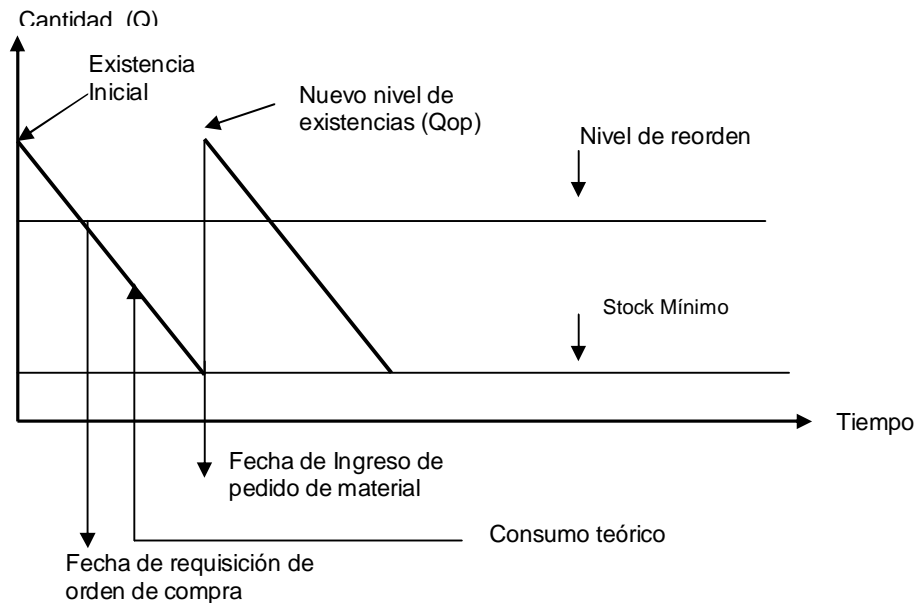 Cantidad (Q)
Existencia
Inicial
Nuevo nivel de
existencias (Qop)
Nivel de reorden
Stock Mínimo
Tiempo
Fecha de Ingreso de
pedido de material
Consumo teórico
Fecha de requisición de
orden de compra